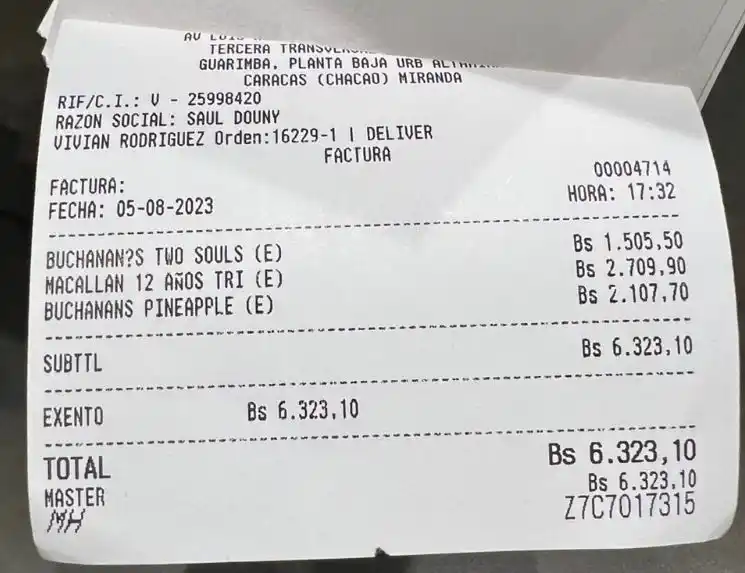 AV
TERCERA
GUARIMBA. PLANTA BAJA URB
CARACAS (CHACAO) MIRANDA
RIF/C.I.: V - 25998420
RAZON SOCIAL: SAUL DOUNY
VIVIAN RODRIGUEZ Orden:16229-1 | DELIVER
FACTURA
FACTURA: 00004714
FECHA: 05-08-2023 HORA: 17:32
BUCHANAN?S TWO SOULS (E) Bs 1.505,50
MACALLAN 12 AÑOS TRI (E) Bs 2.709,90
BUCHANANS PINEAPPLE (E) Bs 2.107,70
SUBTTL Bs 6.323,10
EXENTO Bs 6.323,10
TOTAL Bs 6.323,10
MASTER Bs 6.323,10
MH Z7C7017315